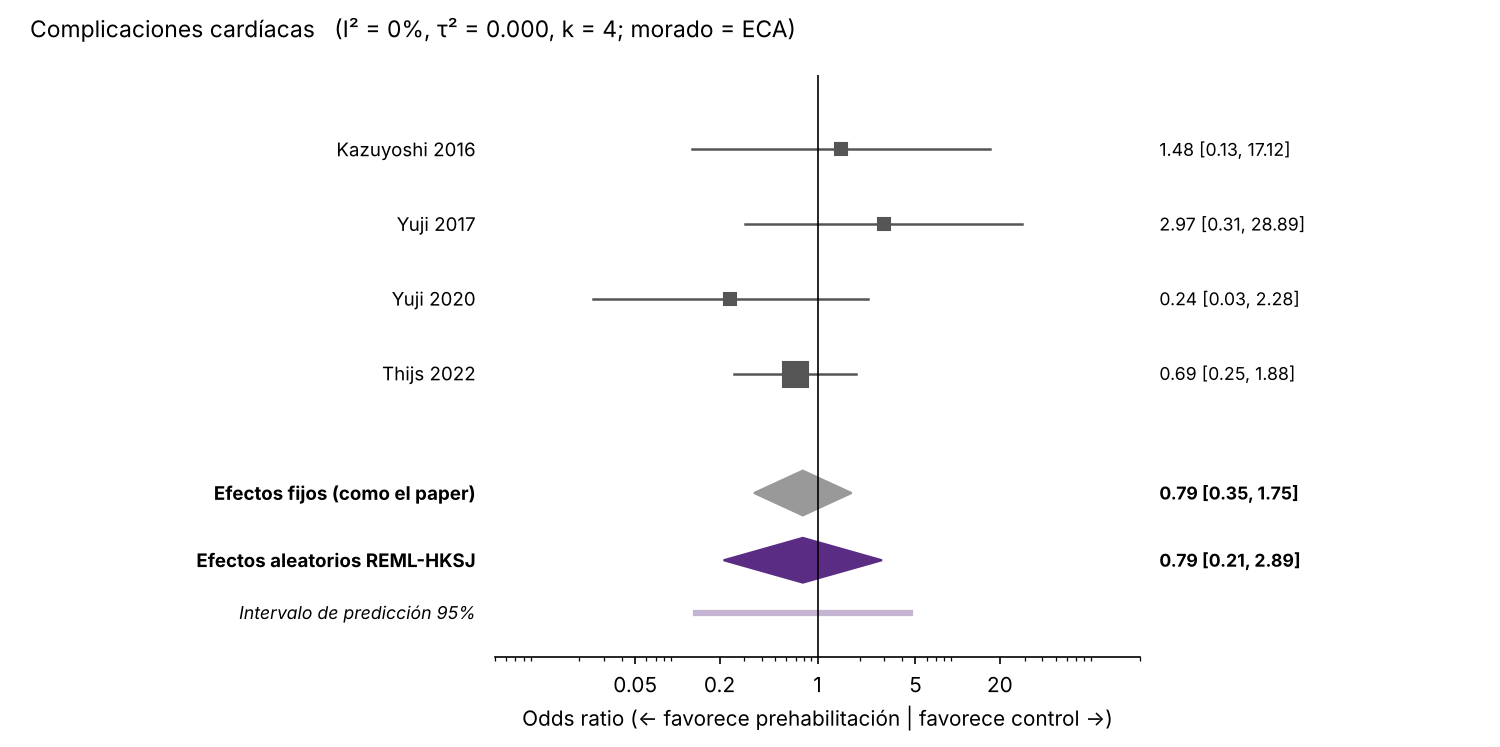 Complicaciones cardíacas (I² = 0%, τ² = 0.000, k = 4; morado = ECA)
Kazuyoshi 2016 1.48 [0.13, 17.12]
Yuji 2017 2.97 [0.31, 28.89]
Yuji 2020 0.24 [0.03, 2.28]
Thijs 2022 0.69 [0.25, 1.88]
Efectos fijos (como el paper) 0.79 [0.35, 1.75]
Efectos aleatorios REML-HKSJ 0.79 [0.21, 2.89]
Intervalo de predicción 95%
0.05 0.2 1 5 20
Odds ratio (← favorece prehabilitación | favorece control →)